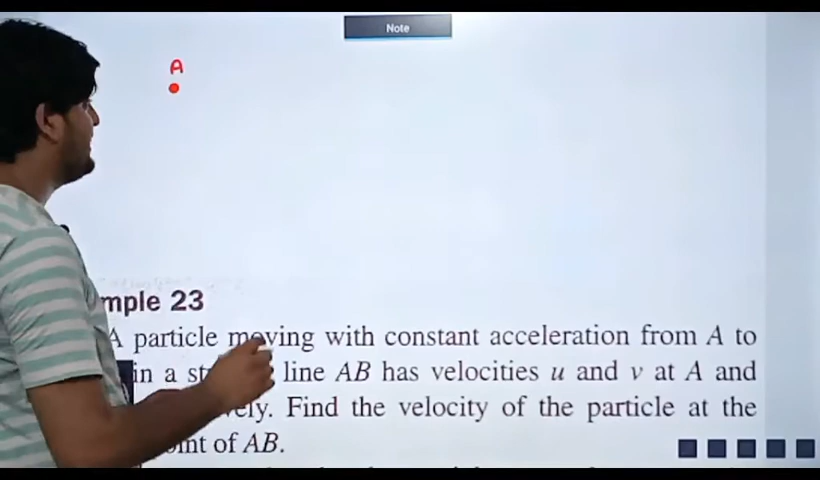 Note
A
mple 23
A particle moving with constant acceleration from A to
in a st line AB has velocities u and v at A and
vely. Find the velocity of the particle at the
int of AB.